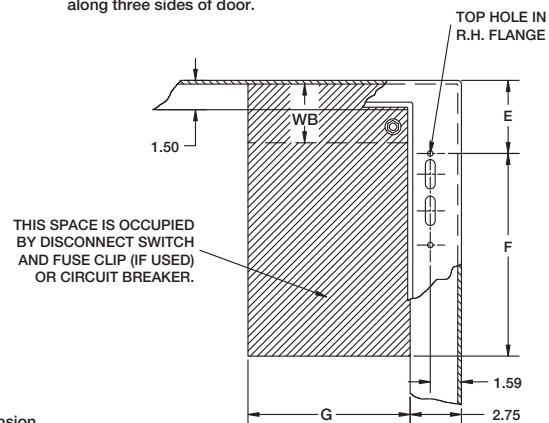 along three sides of door.
TOP HOLE IN
R.H. FLANGE
E
WB
1.50
F
THIS SPACE IS OCCUPIED
BY DISCONNECT SWITCH
AND FUSE CLIP (IF USED)
OR CIRCUIT BREAKER.
1.59
G
2.75